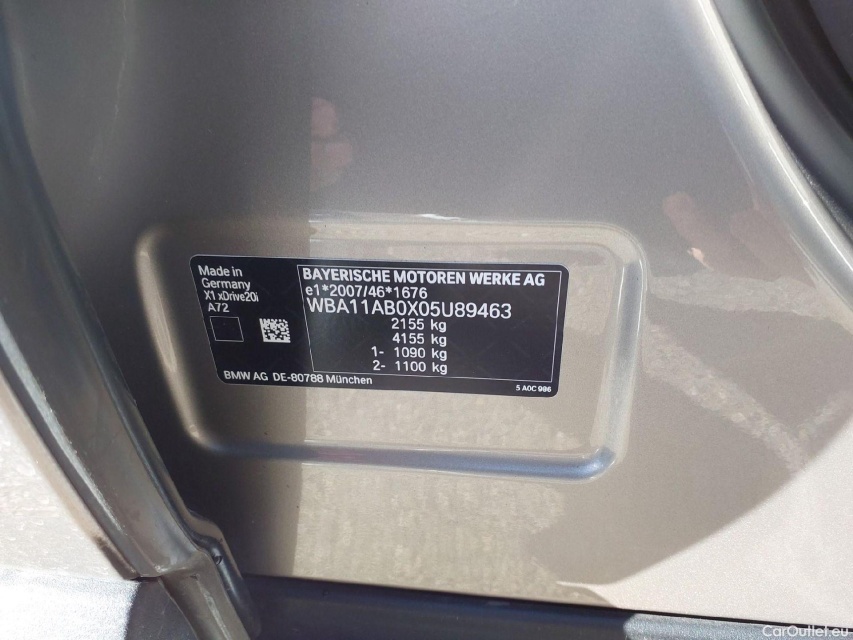 Made in
Germany
X1 xDrive20i
A72
BAYERISCHE MOTOREN WERKE AG
e1*2007/46*1676
WBA11AB0X05U89463
2155 kg
4155 kg
1- 1090 kg
2- 1100 kg
BMW AG DE-80788 München
5 A0C 986
CarOutlet.eu